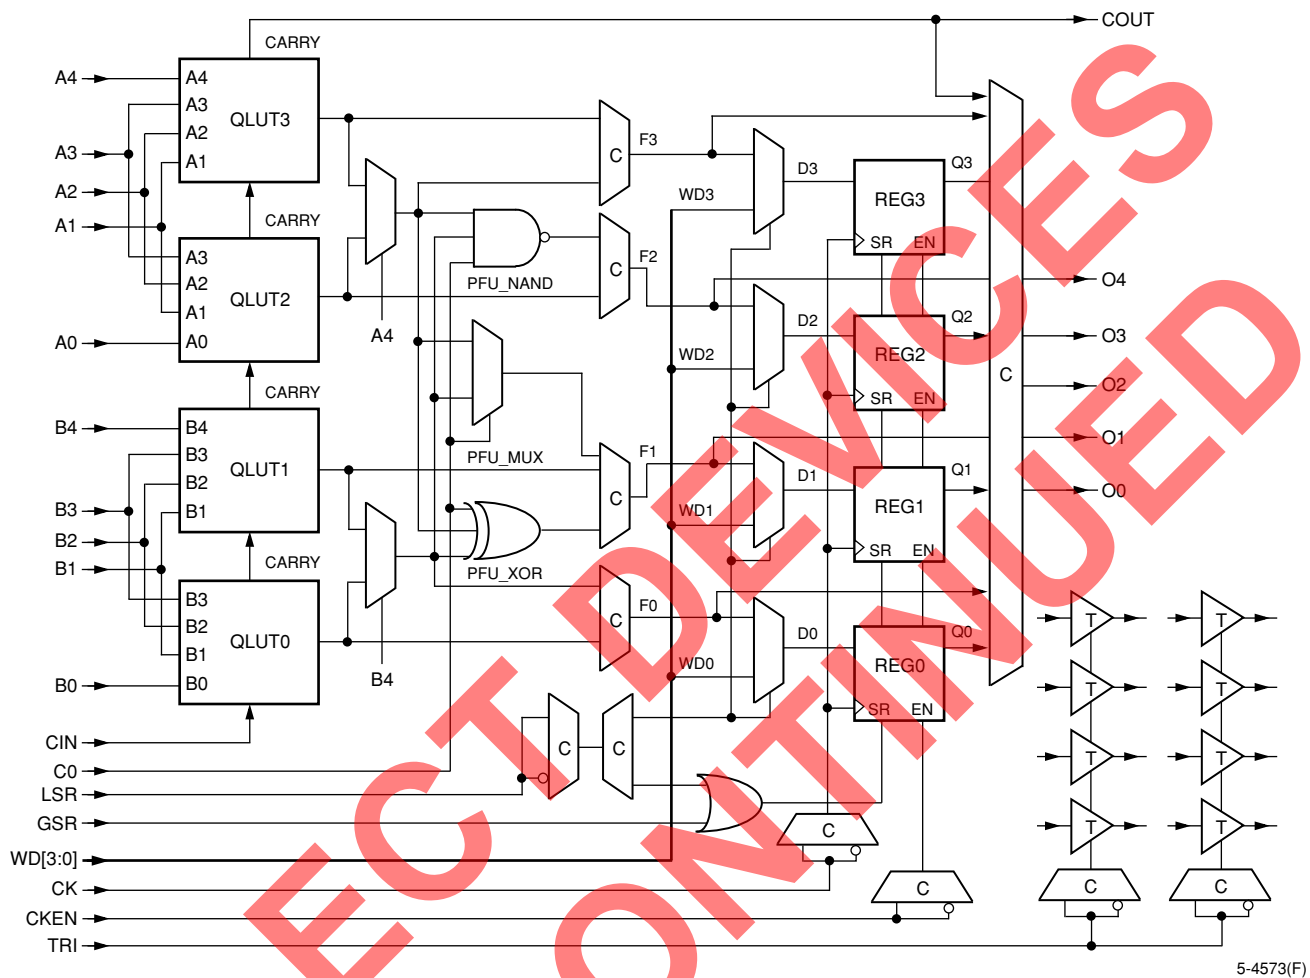 COUT
CARRY
A4
A4
A3
QLUT3
A2
A3
A1
A2
A1
CARRY
A3
A2
QLUT2
A1
A0
A0
A4
CARRY
B4
B4
B3
QLUT1
B2
B3
B1
B2
B1
CARRY
B3
B2
QLUT0
B1
B0
B0
B4
CIN
C0
LSR
GSR
WD[3:0]
CK
CKEN
TRI
C
F3
C
F2
PFU_NAND
PFU_MUX
C
F1
PFU_XOR
C
F0
C
C
WD3
D3
REG3
SR
EN
Q3
WD2
D2
REG2
SR
EN
Q2
WD1
D1
REG1
SR
EN
Q1
WD0
D0
REG0
SR
EN
Q0
C
O4
O3
O2
O1
O0
C
C
T
T
T
T
T
T
T
T
C
C
ECT DEVICES
ONTINUED
5-4573(F)